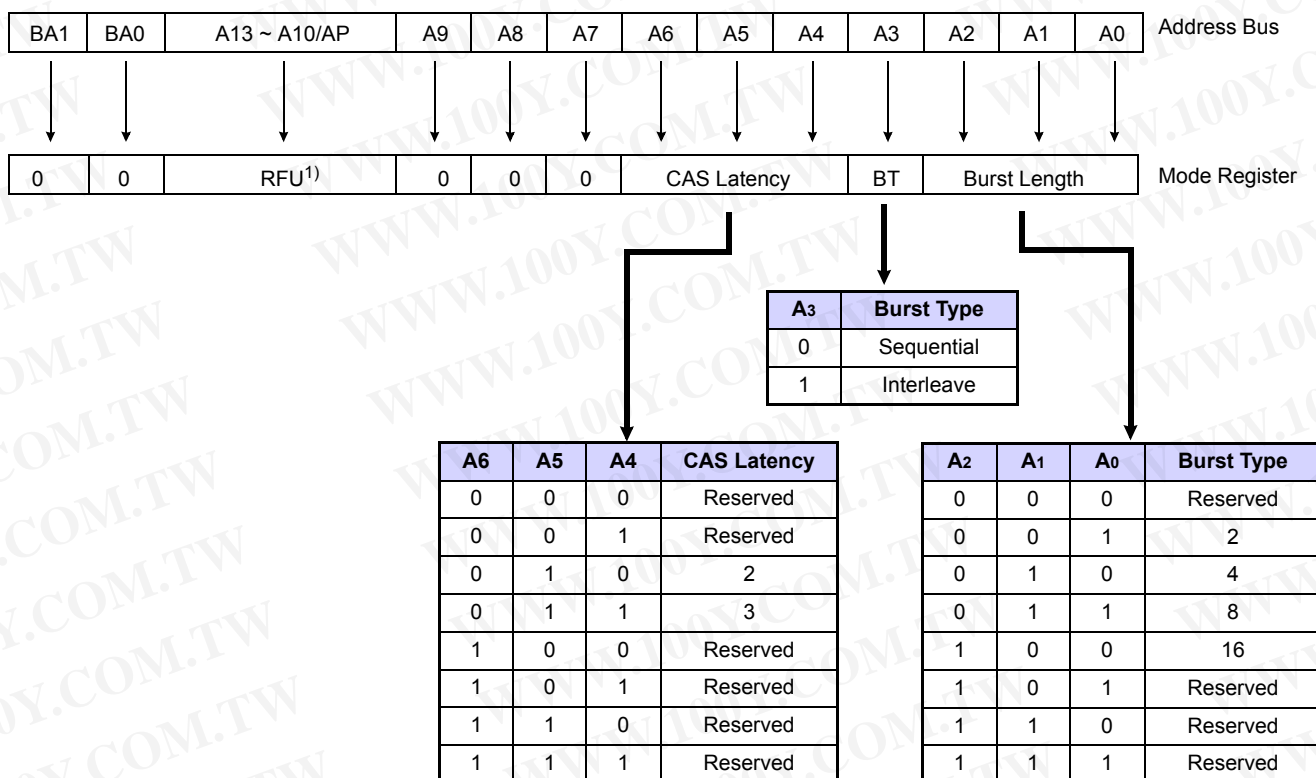 BA1 BA0 A13 ~ A10/AP A9 A8 A7 A6 A5 A4 A3 A2 A1 A0 Address Bus
0 0 RFU1) 0 0 0 CAS Latency BT Burst Length Mode Register
A3 Burst Type
0 Sequential
1 Interleave
A6 A5 A4 CAS Latency
0 0 0 Reserved
0 0 1 Reserved
0 1 0 2
0 1 1 3
1 0 0 Reserved
1 0 1 Reserved
1 1 0 Reserved
1 1 1 Reserved
A2 A1 A0 Burst Type
0 0 0 Reserved
0 0 1 2
0 1 0 4
0 1 1 8
1 0 0 16
1 0 1 Reserved
1 1 0 Reserved
1 1 1 Reserved
WWW.100Y.COM.TW